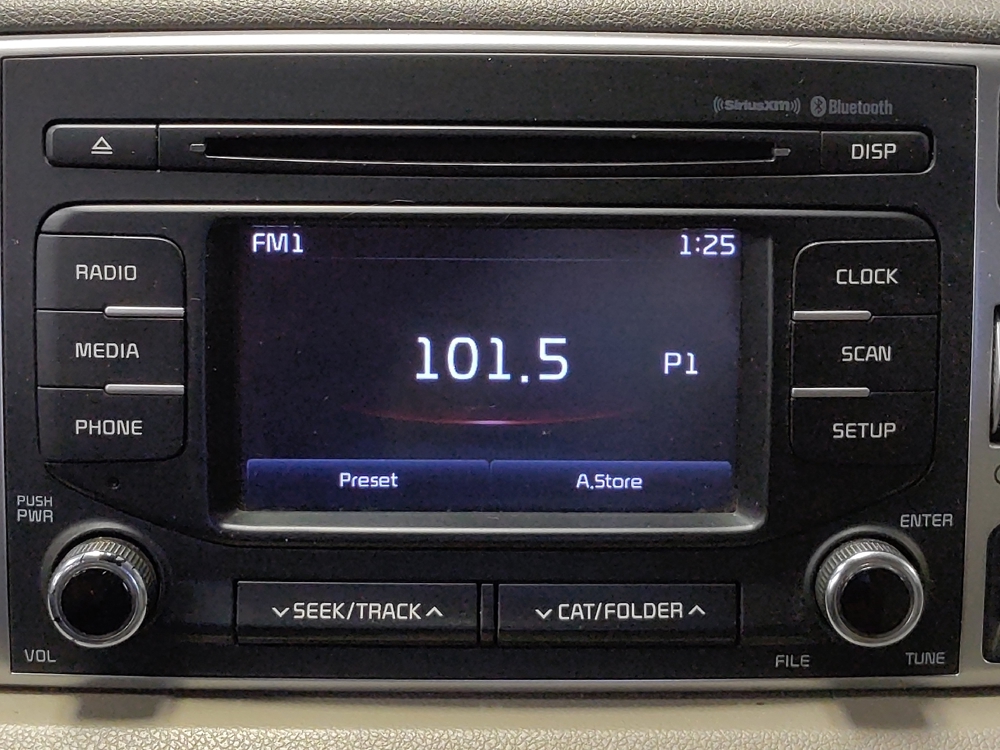 SiriusXM Bluetooth
DISP
FM1 1:25
RADIO
CLOCK
101.5 P1
MEDIA
SCAN
PHONE
SETUP
Preset A.Store
PUSH
PWR
ENTER
SEEK/TRACK
CAT/FOLDER
VOL
FILE
TUNE